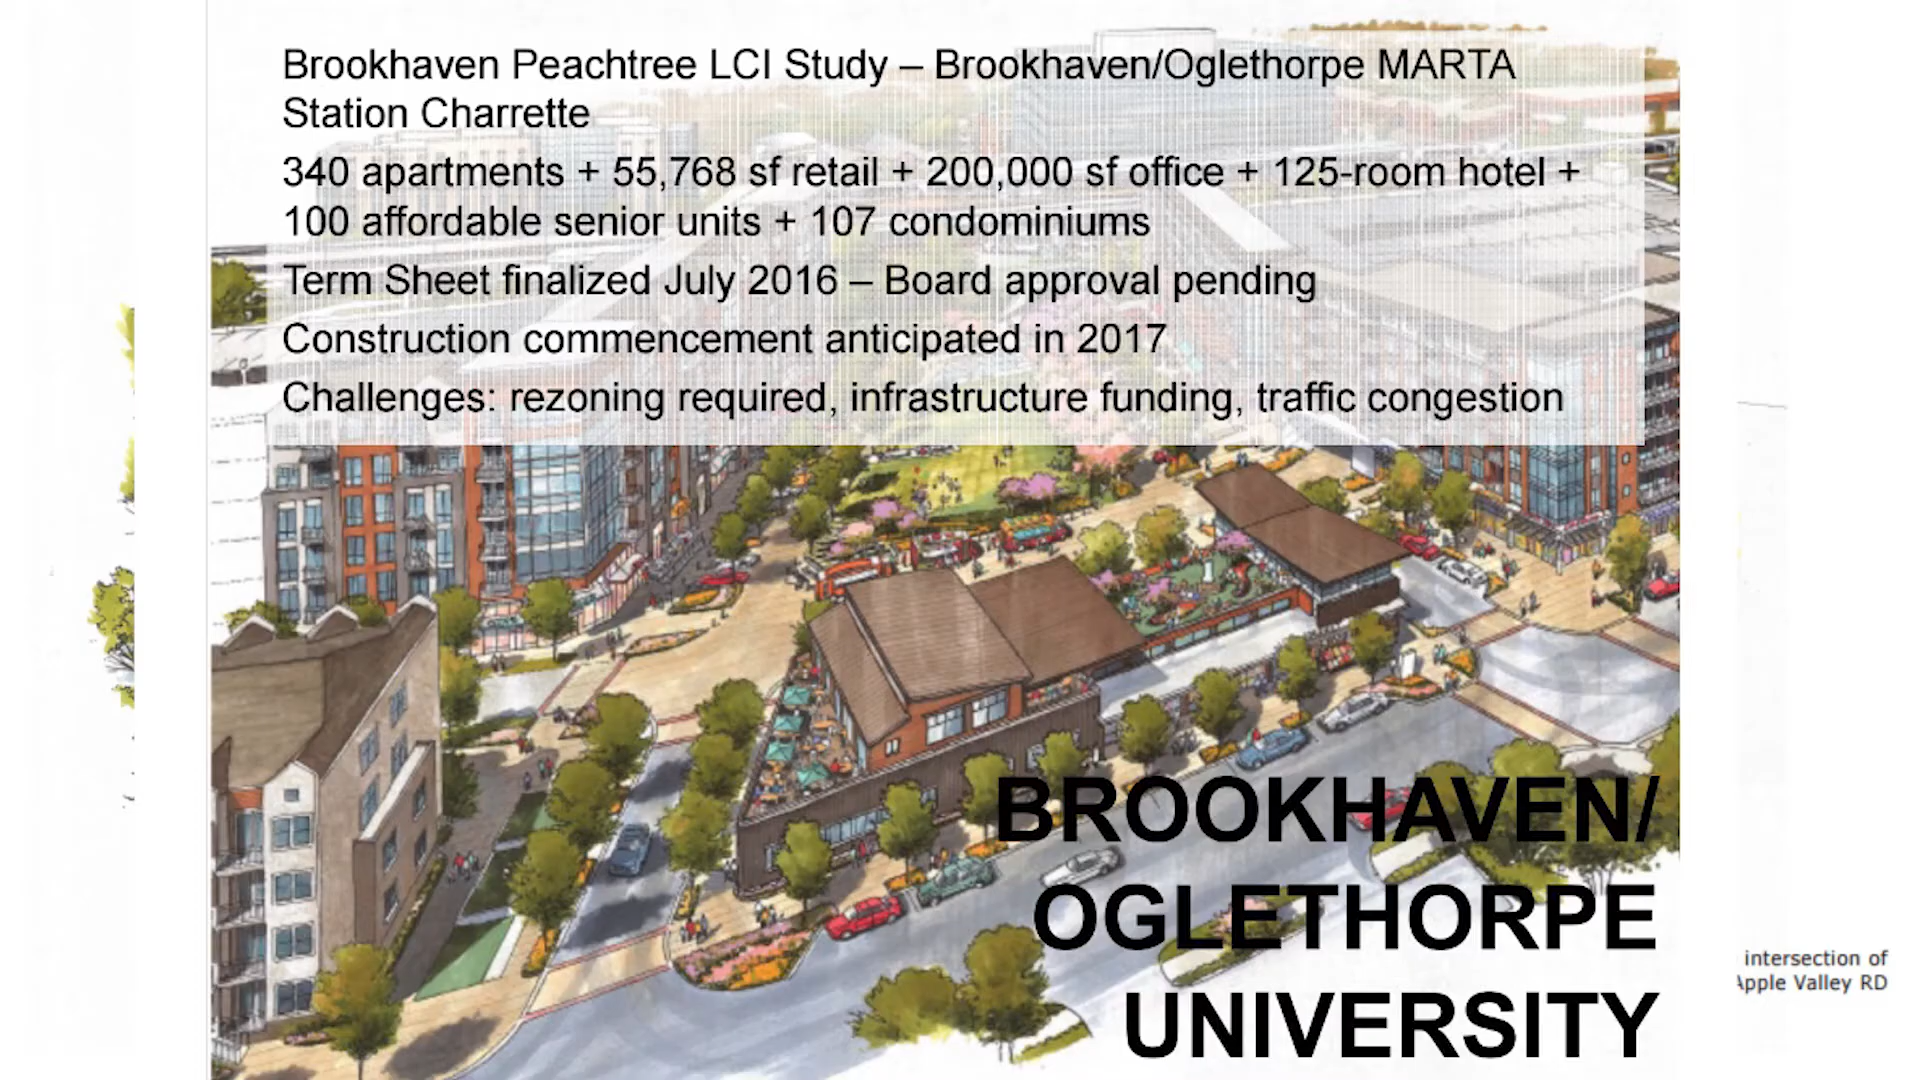 Brookhaven Peachtree LCI Study – Brookhaven/Oglethorpe MARTA
Station Charrette
340 apartments + 55,768 sf retail + 200,000 sf office + 125-room hotel +
100 affordable senior units + 107 condominiums
Term Sheet finalized July 2016 – Board approval pending
Construction commencement anticipated in 2017
Challenges: rezoning required, infrastructure funding, traffic congestion
BROOKHAVEN/
OGLETHORPE
UNIVERSITY
intersection of
Apple Valley RD